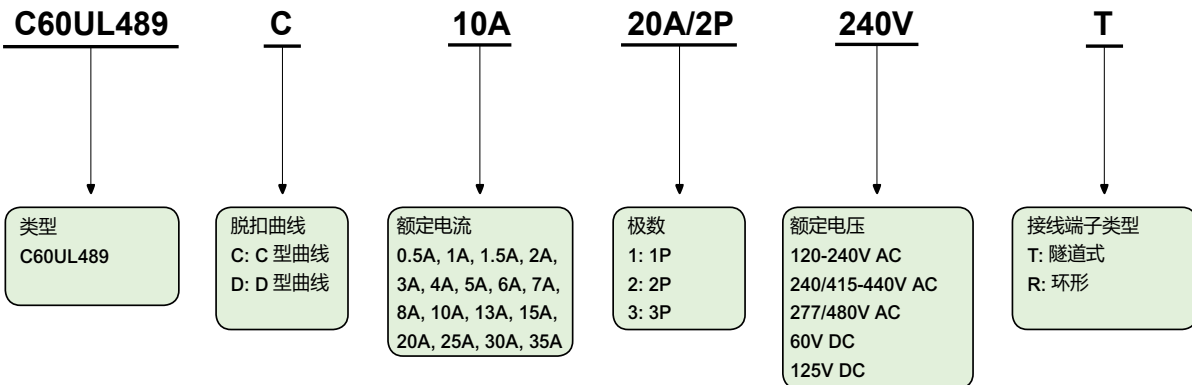 C60UL489 C 10A 20A/2P 240V T
类型
C60UL489
脱扣曲线
C: C 型曲线
D: D 型曲线
额定电流
0.5A, 1A, 1.5A, 2A,
3A, 4A, 5A, 6A, 7A,
8A, 10A, 13A, 15A,
20A, 25A, 30A, 35A
极数
1: 1P
2: 2P
3: 3P
额定电压
120-240V AC
240/415-440V AC
277/480V AC
60V DC
125V DC
接线端子类型
T: 隧道式
R: 环形